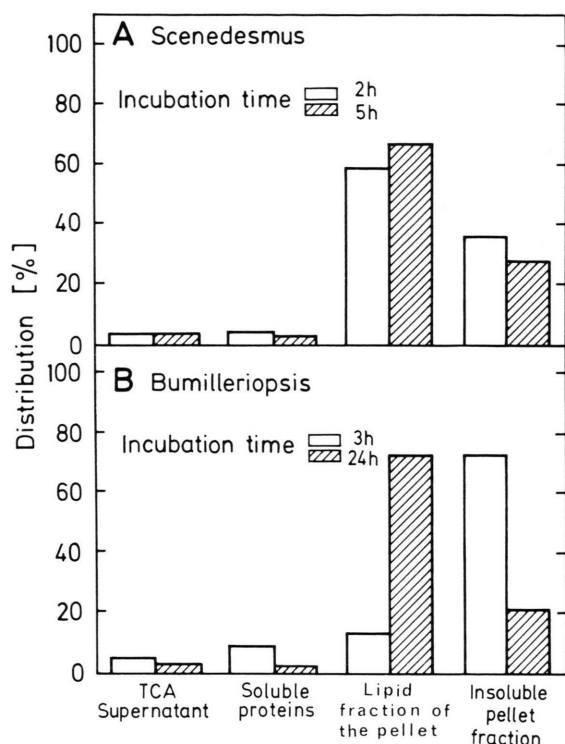 A Scenedesmus
Incubation time 2h
5h
100
80
60
40
20
0
B Bumilleriopsis
Incubation time 3h
24h
100
80
60
40
20
0
Distribution [%]
TCA Supernatant
Soluble proteins
Lipid fraction of the pellet
Insoluble pellet fraction